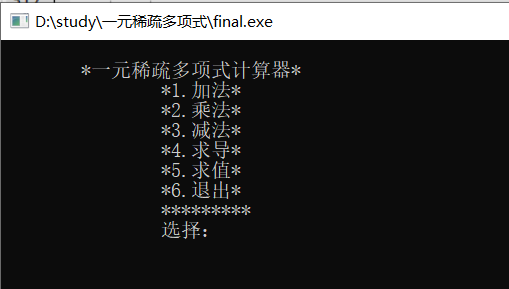 D:\study\一元稀疏多项式\final.exe
*一元稀疏多项式计算器*
*1.加法*
*2.乘法*
*3.减法*
*4.求导*
*5.求值*
*6.退出*
*********
选择: